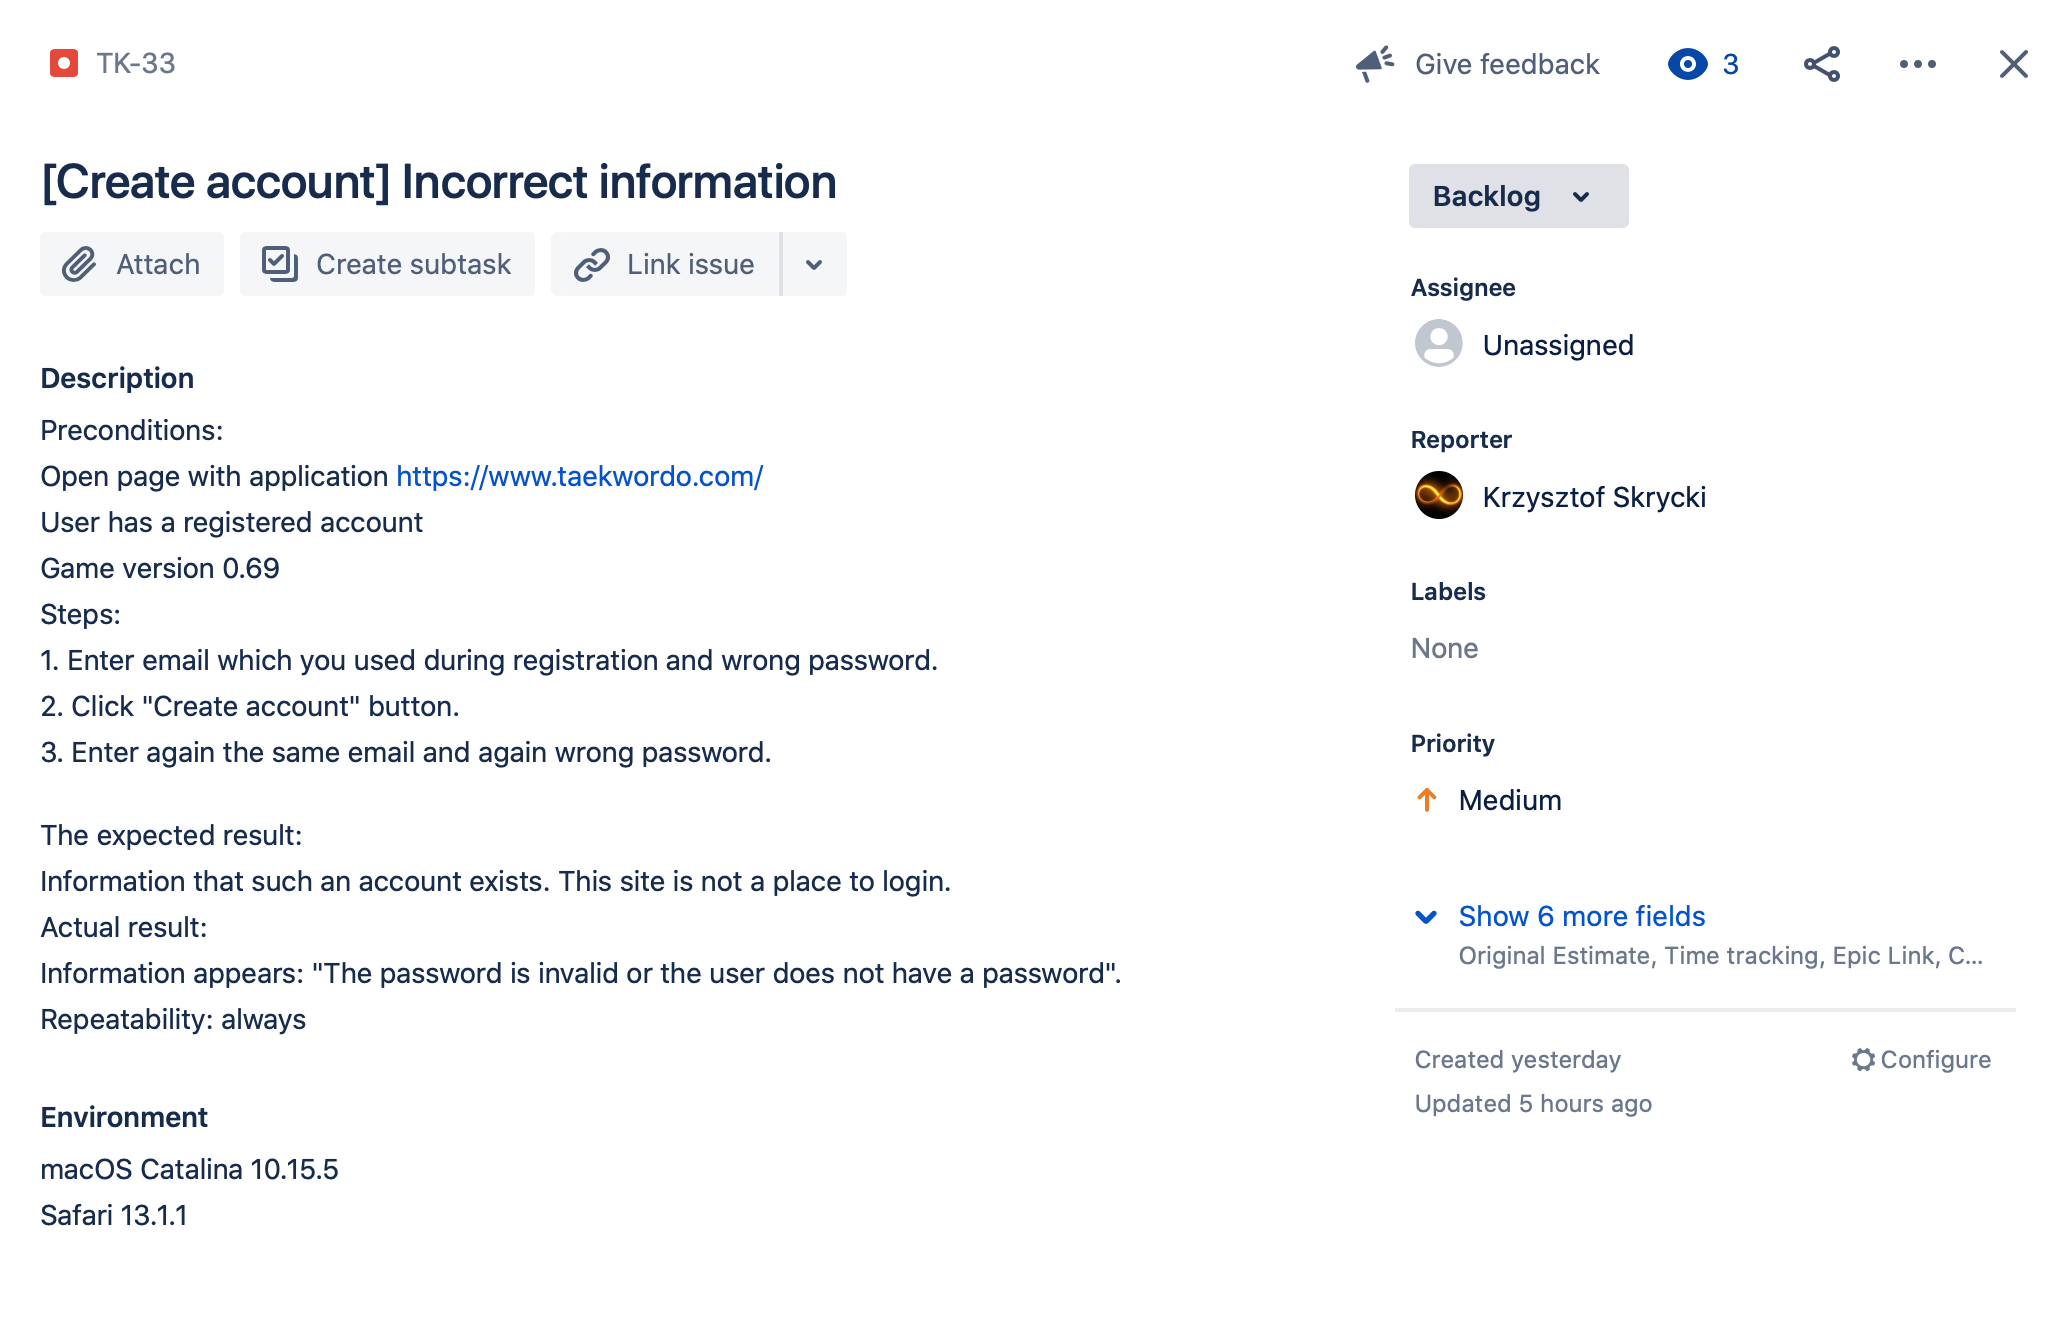 TK-33
Give feedback
3
[Create account] Incorrect information
Attach
Create subtask
Link issue
Description
Preconditions:
Open page with application https://www.taekwordo.com/
User has a registered account
Game version 0.69
Steps:
1. Enter email which you used during registration and wrong password.
2. Click "Create account" button.
3. Enter again the same email and again wrong password.
The expected result:
Information that such an account exists. This site is not a place to login.
Actual result:
Information appears: "The password is invalid or the user does not have a password".
Repeatability: always
Environment
macOS Catalina 10.15.5
Safari 13.1.1
Backlog
Assignee
Unassigned
Reporter
Krzysztof Skrycki
Labels
None
Priority
Medium
Show 6 more fields
Original Estimate, Time tracking, Epic Link, C...
Created yesterday
Configure
Updated 5 hours ago